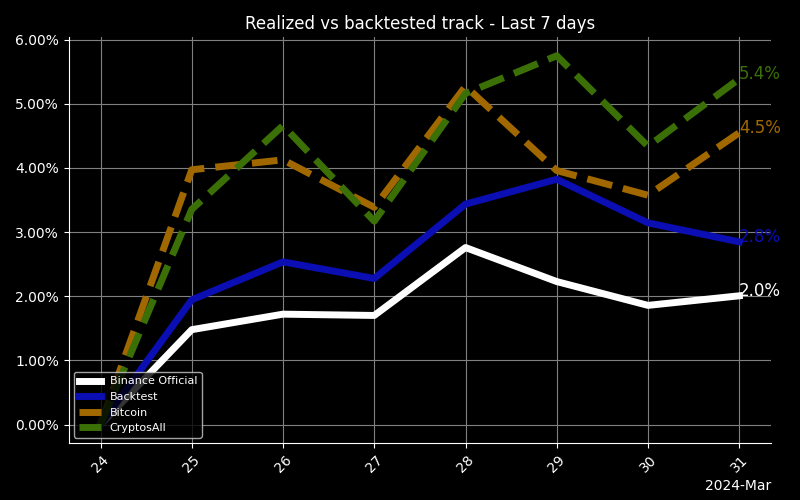 Realized vs backtested track - Last 7 days
6.00%
5.00%
4.00%
3.00%
2.00%
1.00%
0.00%
5.4%
4.5%
2.8%
2.0%
Binance Official
Backtest
Bitcoin
CryptosAll
24 25 26 27 28 29 30 31
2024-Mar